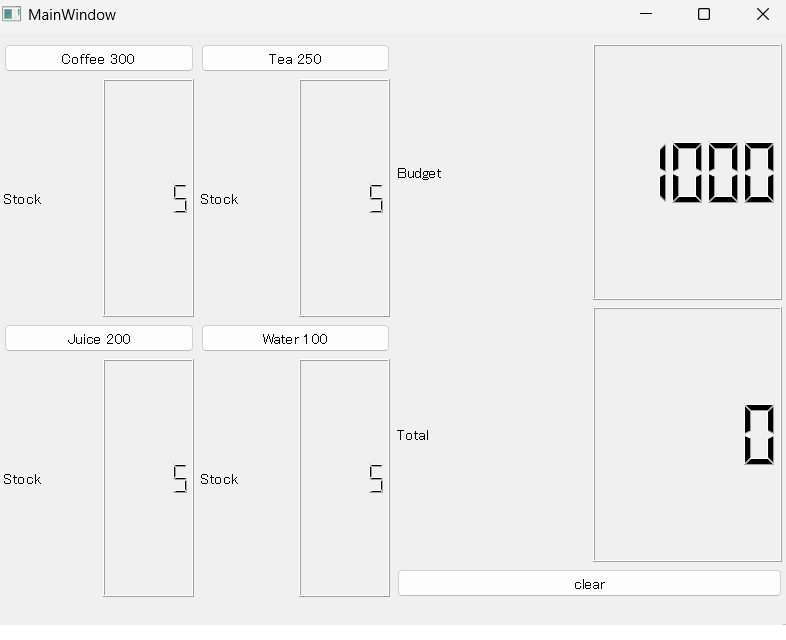 MainWindow
Coffee 300
Tea 250
Stock
5
Stock
5
Juice 200
Water 100
Stock
5
Stock
5
Budget
1000
Total
0
clear